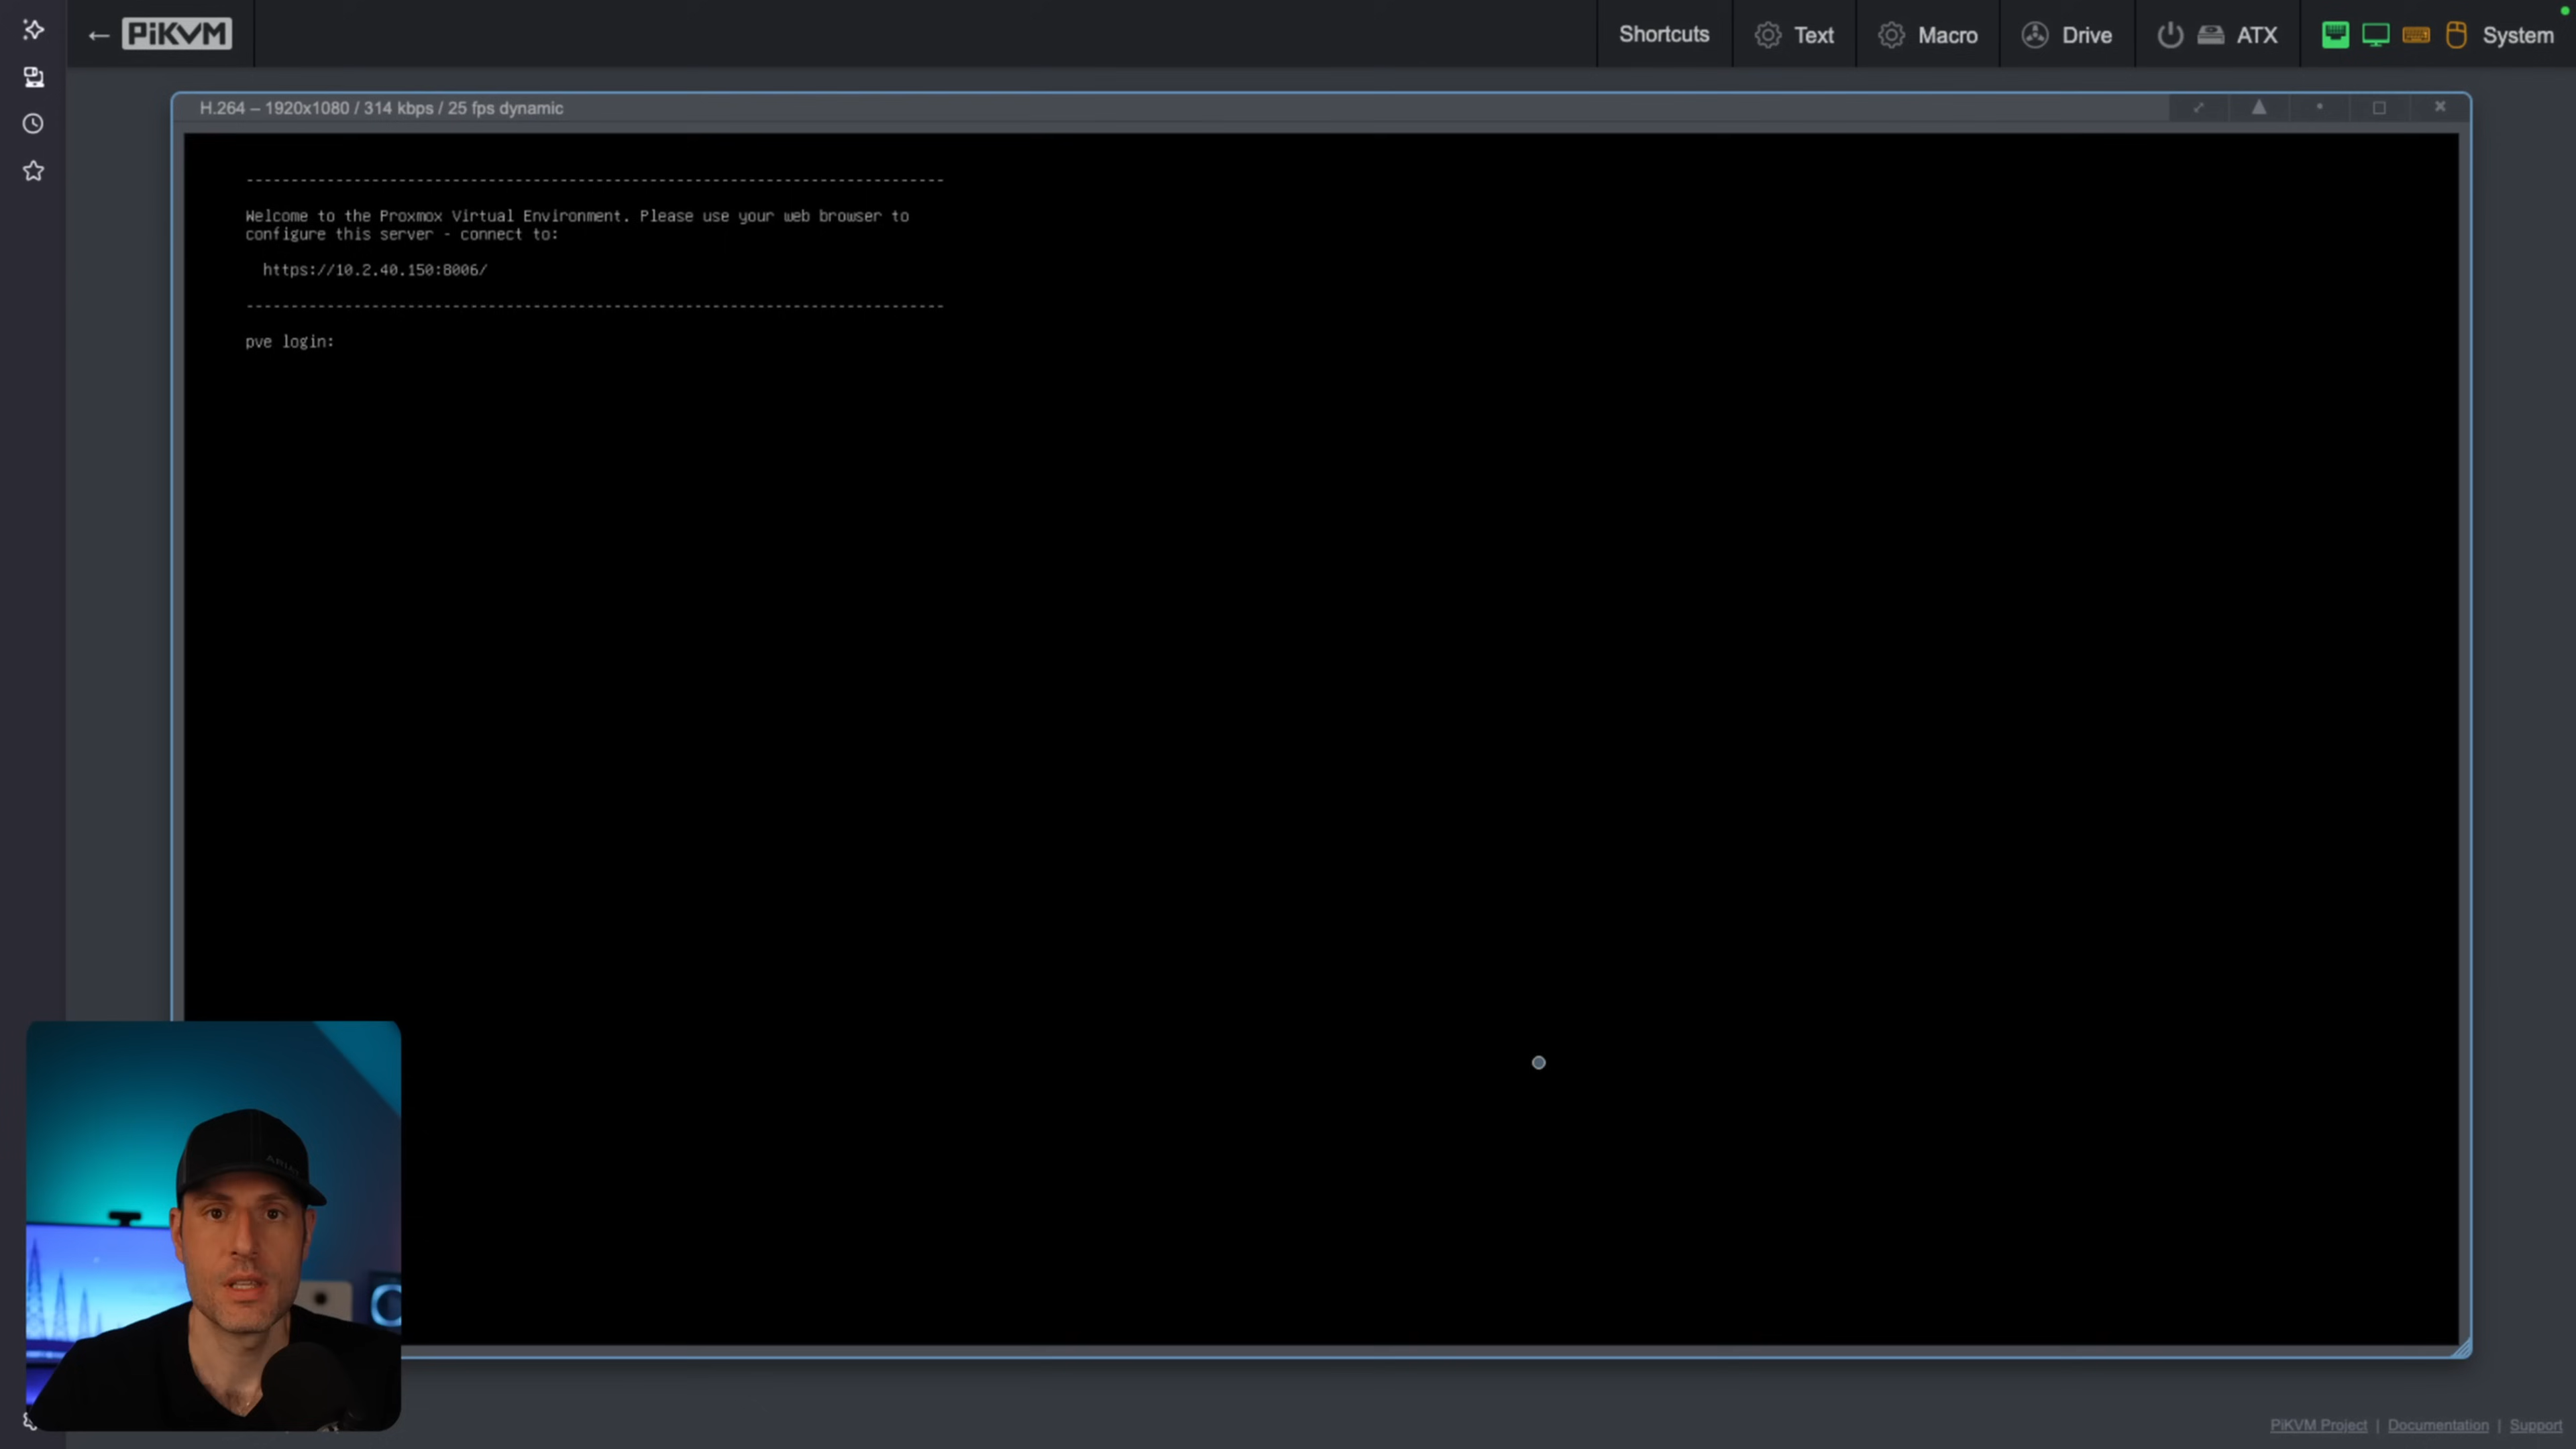 PiKVM
Shortcuts
Text
Macro
Drive
ATX
System
H.264 – 1920x1080 / 314 kbps / 25 fps dynamic
--------------------------------------------------------------------------------
Welcome to the Proxmox Virtual Environment. Please use your web browser to
configure this server - connect to:
https://10.2.40.150:8006/
--------------------------------------------------------------------------------
pve login:
PiKVM Project | Documentation | Support